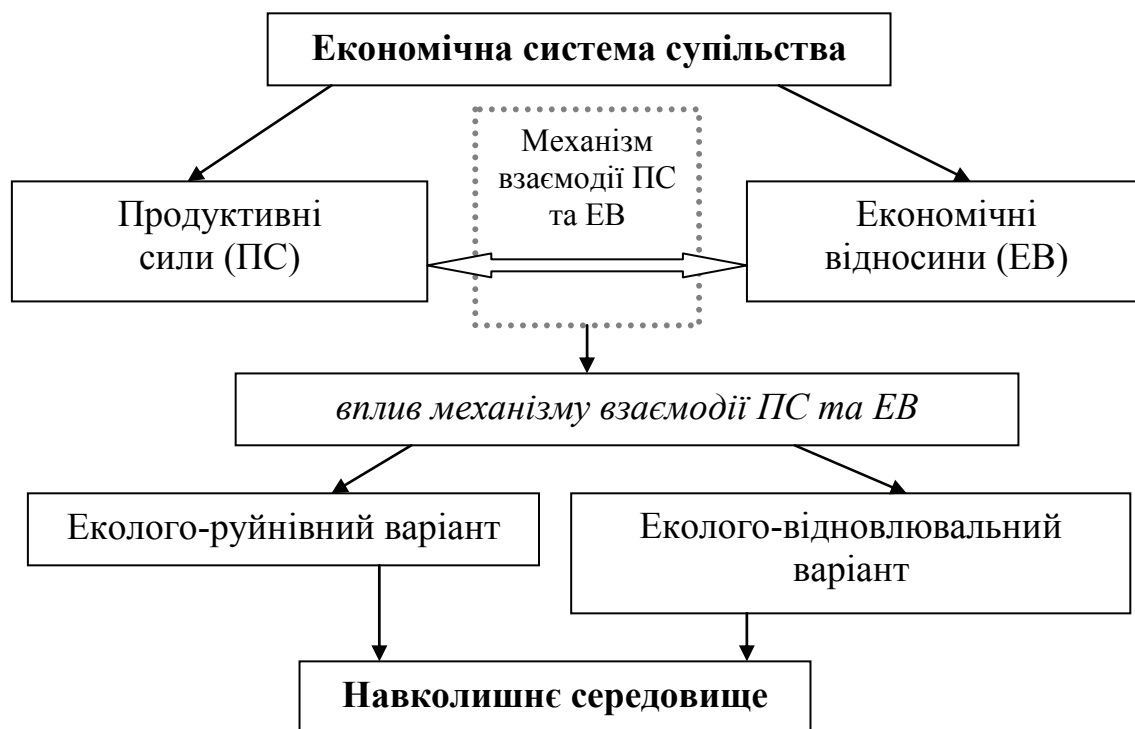 Економічна система супільства
Механізм
взаємодії ПС
та ЕВ
Продуктивні
сили (ПС)
Економічні
відносини (ЕВ)
вплив механізму взаємодії ПС та ЕВ
Еколого-руйнівний варіант
Еколого-відновлювальний
варіант
Навколишнє середовище